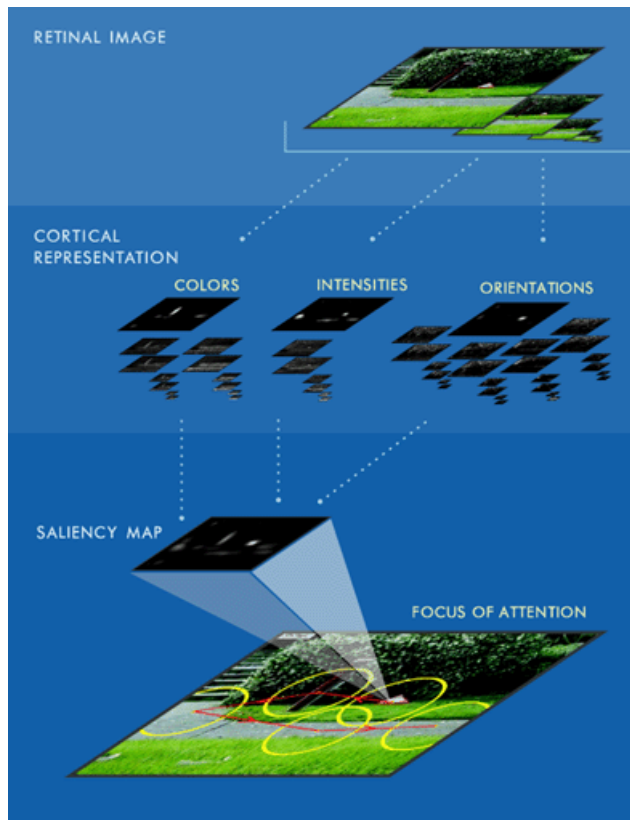 RETINAL IMAGE
CORTICAL
REPRESENTATION
COLORS
INTENSITIES
ORIENTATIONS
SALIENCY MAP
FOCUS OF ATTENTION